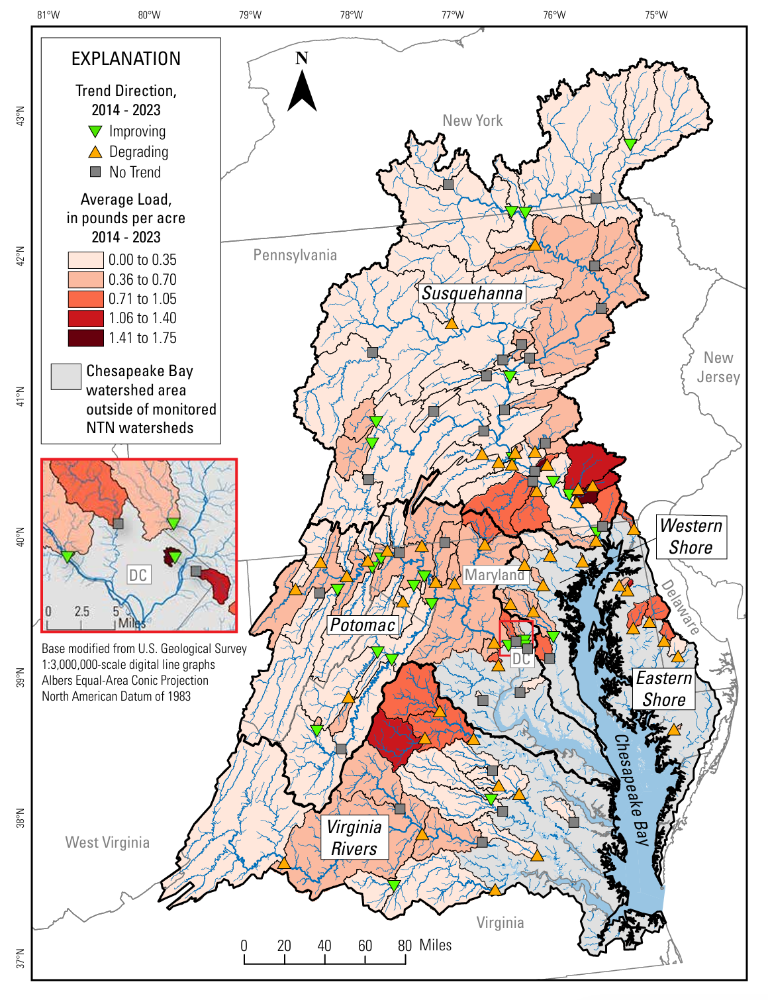 81°W 80°W 79°W 78°W 77°W 76°W 75°W
43°N
42°N
41°N
40°N
39°N
38°N
37°N
EXPLANATION
Trend Direction,
2014 - 2023
Improving
Degrading
No Trend
Average Load,
in pounds per acre
2014 - 2023
0.00 to 0.35
0.36 to 0.70
0.71 to 1.05
1.06 to 1.40
1.41 to 1.75
Chesapeake Bay
watershed area
outside of monitored
NTN watersheds
N
New York
Pennsylvania
Susquehanna
New
Jersey
Western
Shore
Maryland
Delaware
Potomac
DC
Eastern
Shore
Chesapeake Bay
Virginia
Rivers
West Virginia
Virginia
DC
0 2.5 5
Miles
Base modified from U.S. Geological Survey
1:3,000,000-scale digital line graphs
Albers Equal-Area Conic Projection
North American Datum of 1983
0 20 40 60 80 Miles